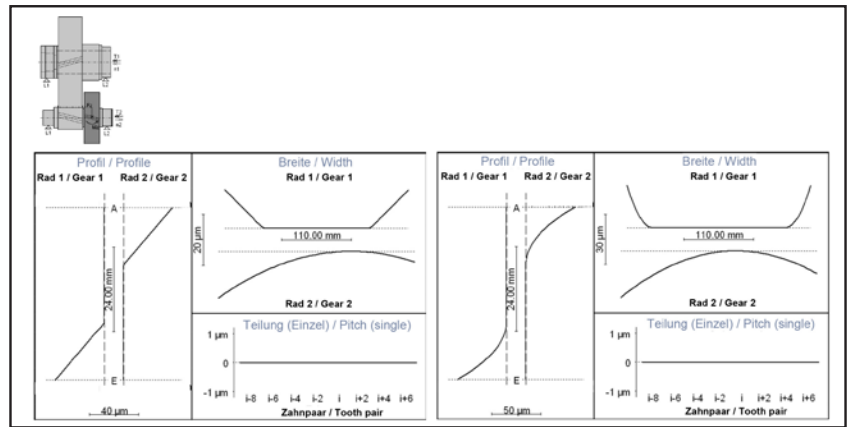 Profil / Profile
Rad 1 / Gear 1 Rad 2 / Gear 2
A
24.00 mm
E
40 µm
Breite / Width
Rad 1 / Gear 1
20 µm
110.00 mm
Rad 2 / Gear 2
Teilung (Einzel) / Pitch (single)
1 µm
0
-1 µm
i-8 i-6 i-4 i-2 i i+2 i+4 i+6
Zahnpaar / Tooth pair
Profil / Profile
Rad 1 / Gear 1 Rad 2 / Gear 2
A
24.00 mm
E
50 µm
Breite / Width
Rad 1 / Gear 1
30 µm
110.00 mm
Rad 2 / Gear 2
Teilung (Einzel) / Pitch (single)
1 µm
0
-1 µm
i-8 i-6 i-4 i-2 i i+2 i+4 i+6
Zahnpaar / Tooth pair